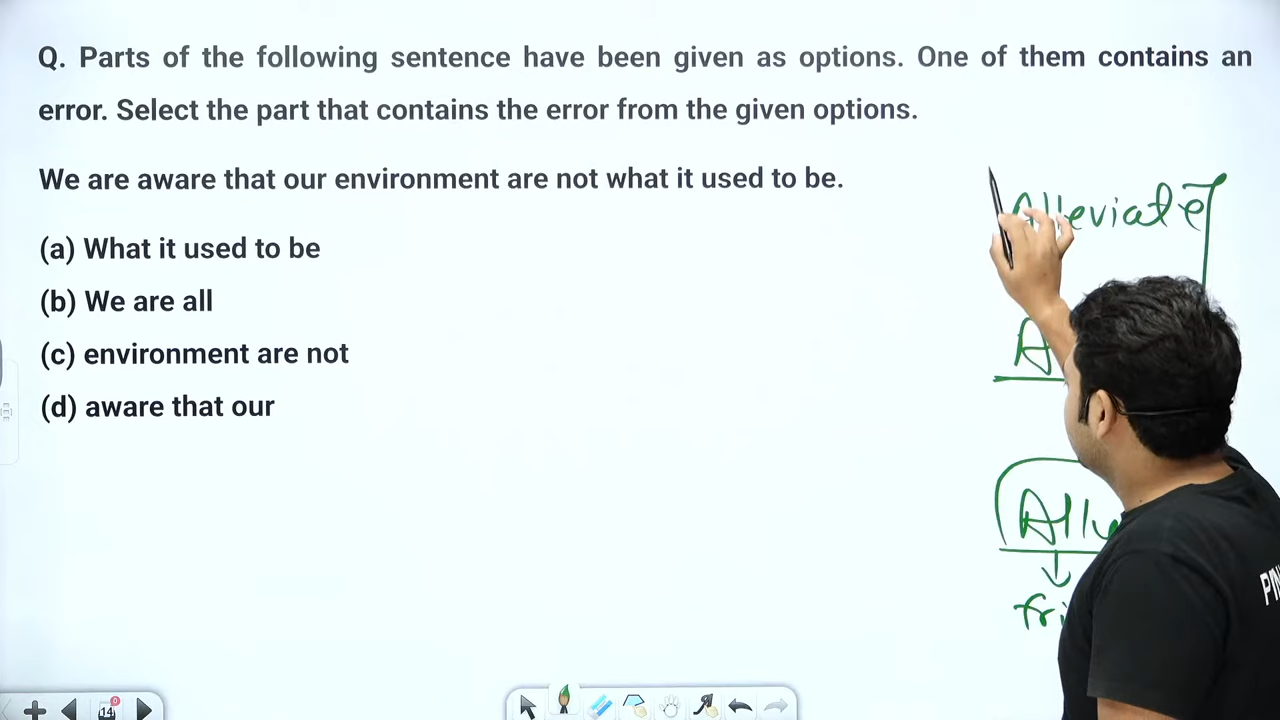 Q. Parts of the following sentence have been given as options. One of them contains an
error. Select the part that contains the error from the given options.
We are aware that our environment are not what it used to be.
(a) What it used to be
(b) We are all
(c) environment are not
(d) aware that our
Alleviate
14
0